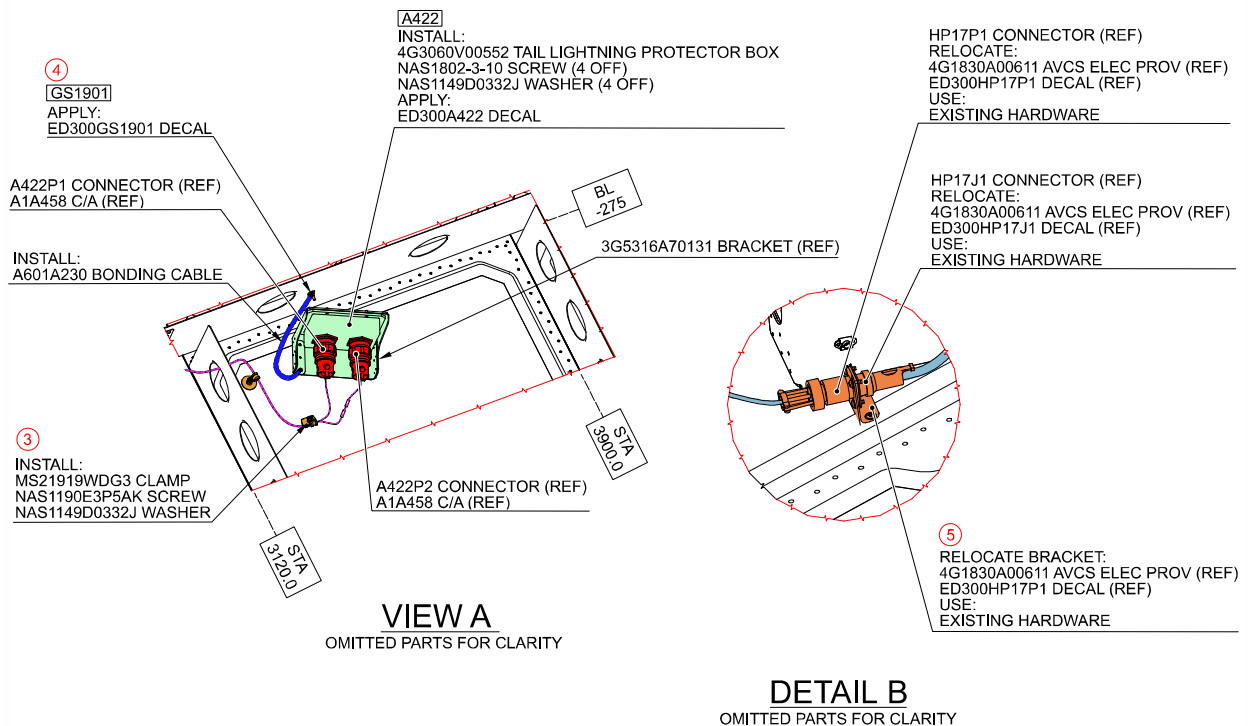 A422
INSTALL:
4G3060V00552 TAIL LIGHTNING PROTECTOR BOX
NAS1802-3-10 SCREW (4 OFF)
NAS1149D0332J WASHER (4 OFF)
APPLY:
ED300A422 DECAL
4
GS1901
APPLY:
ED300GS1901 DECAL
A422P1 CONNECTOR (REF)
A1A458 C/A (REF)
INSTALL:
A601A230 BONDING CABLE
BL
-275
3G5316A70131 BRACKET (REF)
3
INSTALL:
MS21919WDG3 CLAMP
NAS1190E3P5AK SCREW
NAS1149D0332J WASHER
STA
3120.0
A422P2 CONNECTOR (REF)
A1A458 C/A (REF)
STA
3900.0
VIEW A
OMITTED PARTS FOR CLARITY
HP17P1 CONNECTOR (REF)
RELOCATE:
4G1830A00611 AVCS ELEC PROV (REF)
ED300HP17P1 DECAL (REF)
USE:
EXISTING HARDWARE
HP17J1 CONNECTOR (REF)
RELOCATE:
4G1830A00611 AVCS ELEC PROV (REF)
ED300HP17J1 DECAL (REF)
USE:
EXISTING HARDWARE
5
RELOCATE BRACKET:
4G1830A00611 AVCS ELEC PROV (REF)
ED300HP17P1 DECAL (REF)
USE:
EXISTING HARDWARE
DETAIL B
OMITTED PARTS FOR CLARITY